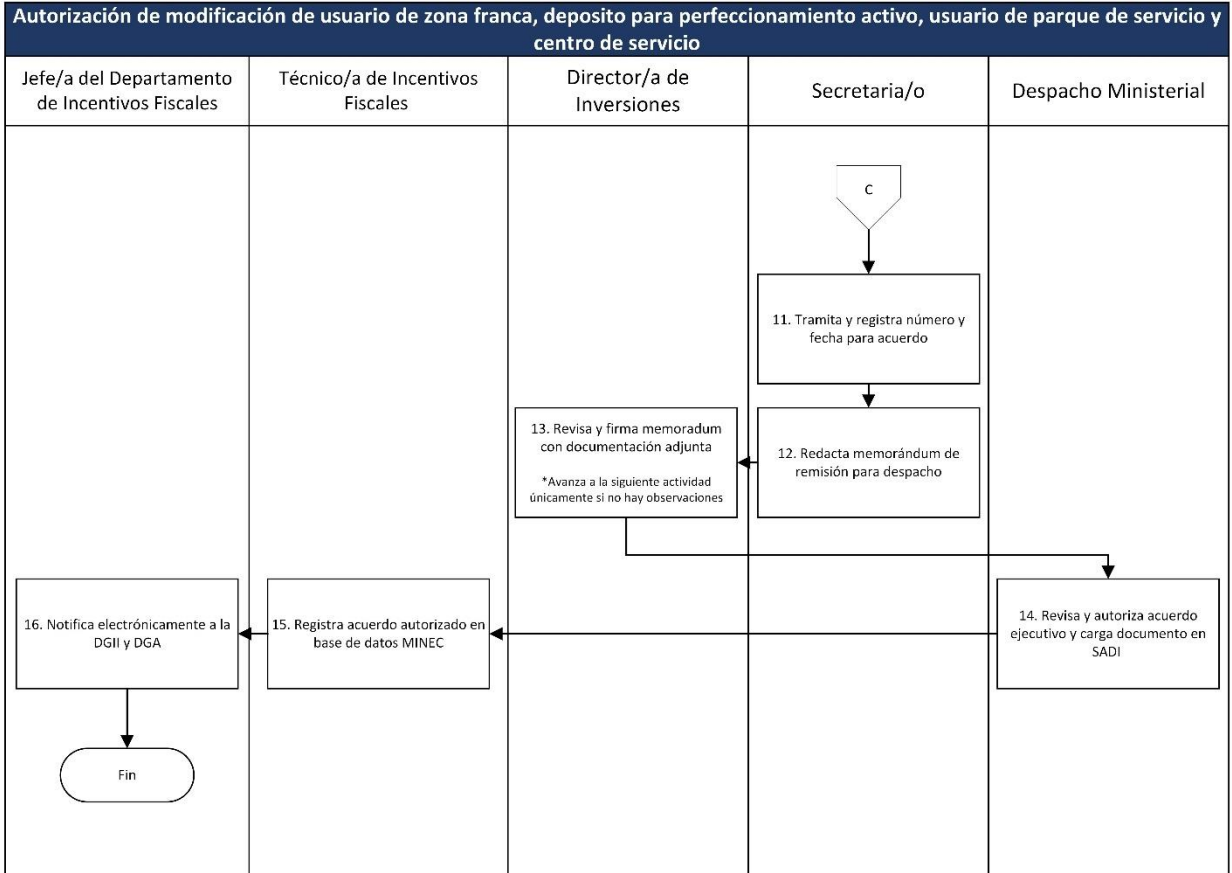 Autorización de modificación de usuario de zona franca, deposito para perfeccionamiento activo, usuario de parque de servicio y
centro de servicio
Jefe/a del Departamento
de Incentivos Fiscales
Técnico/a de Incentivos
Fiscales
Director/a de
Inversiones
Secretaria/o
Despacho Ministerial
C
11. Tramita y registra número y
fecha para acuerdo
12. Redacta memorándum de
remisión para despacho
13. Revisa y firma memoradum
con documentación adjunta
*Avanza a la siguiente actividad
únicamente si no hay observaciones
14. Revisa y autoriza acuerdo
ejecutivo y carga documento en
SADI
15. Registra acuerdo autorizado en
base de datos MINEC
16. Notifica electrónicamente a la
DGII y DGA
Fin